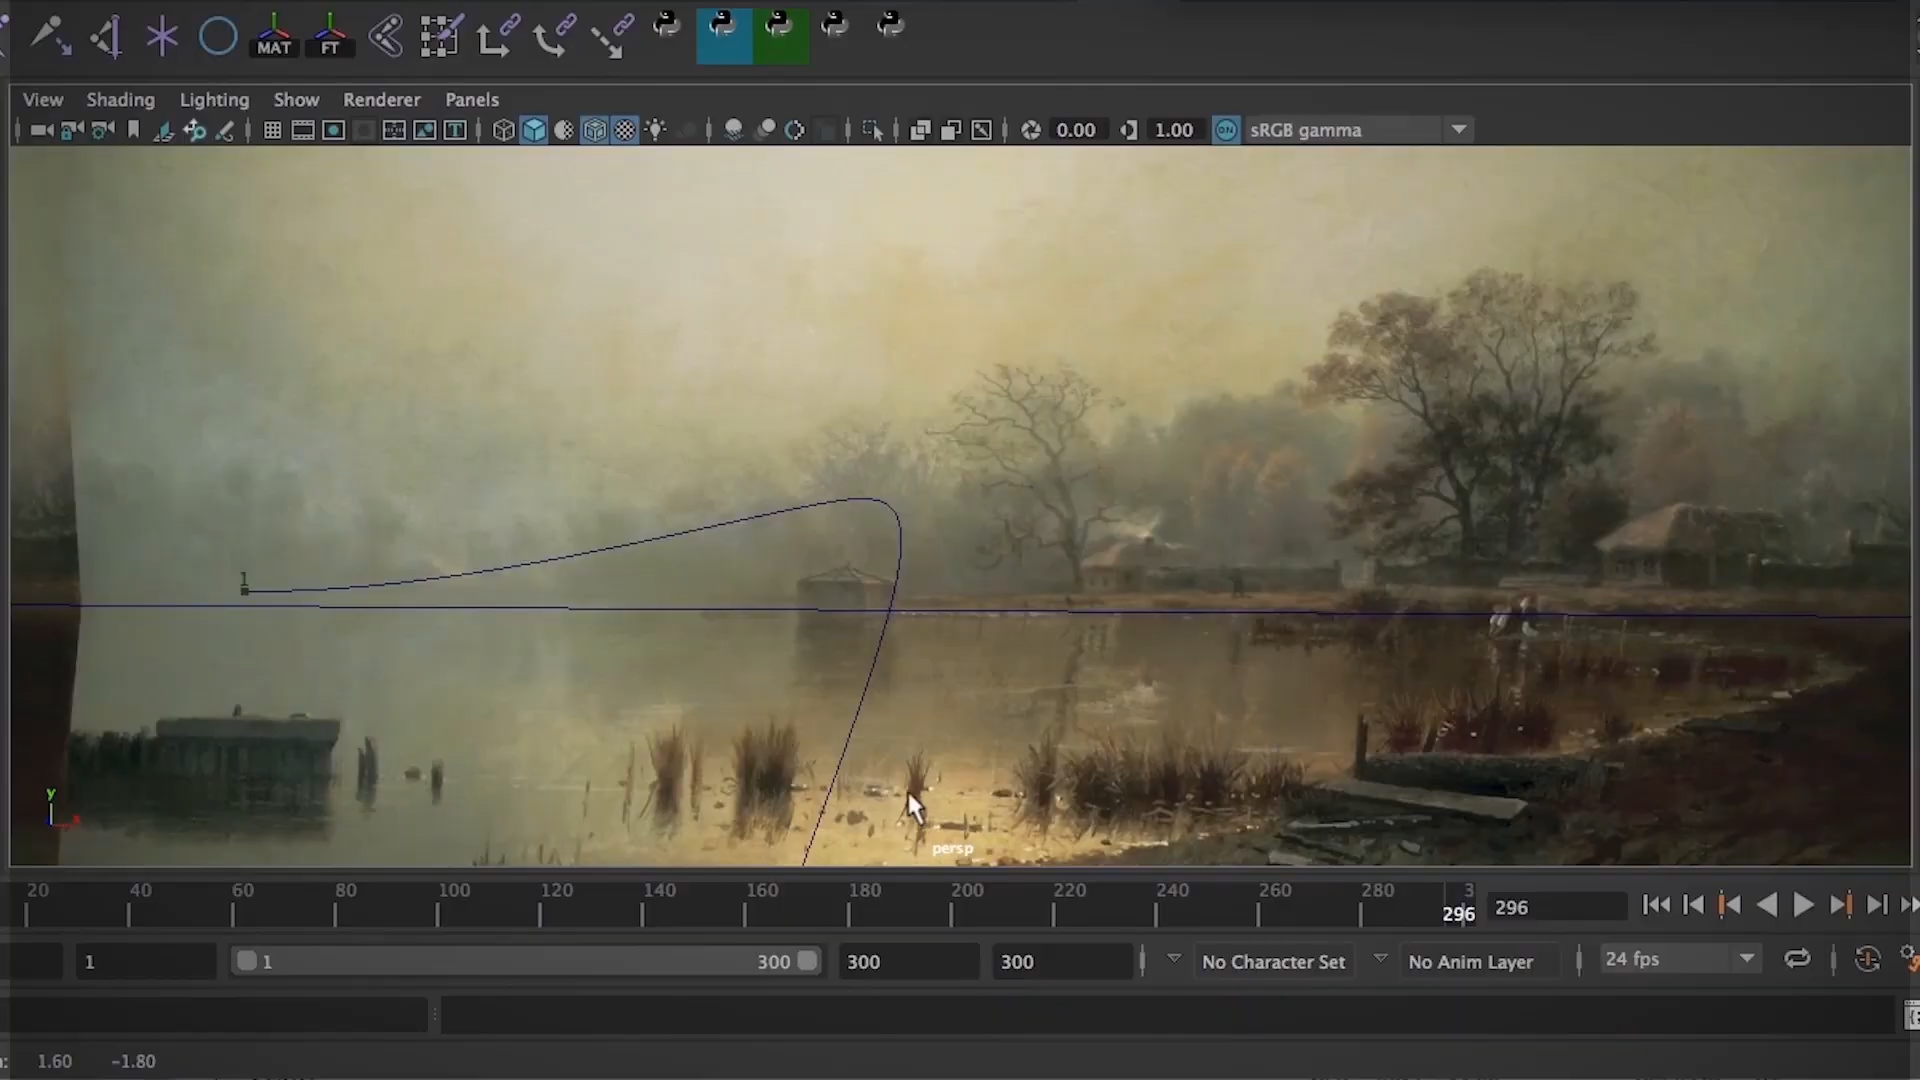 MAT FT
View Shading Lighting Show Renderer Panels
T 0.00 1.00 ON sRGB gamma
1
y
x
persp
20 40 60 80 100 120 140 160 180 200 220 240 260 280 3
296 296
1 1 300 300 300 No Character Set No Anim Layer 24 fps
1.60 -1.80